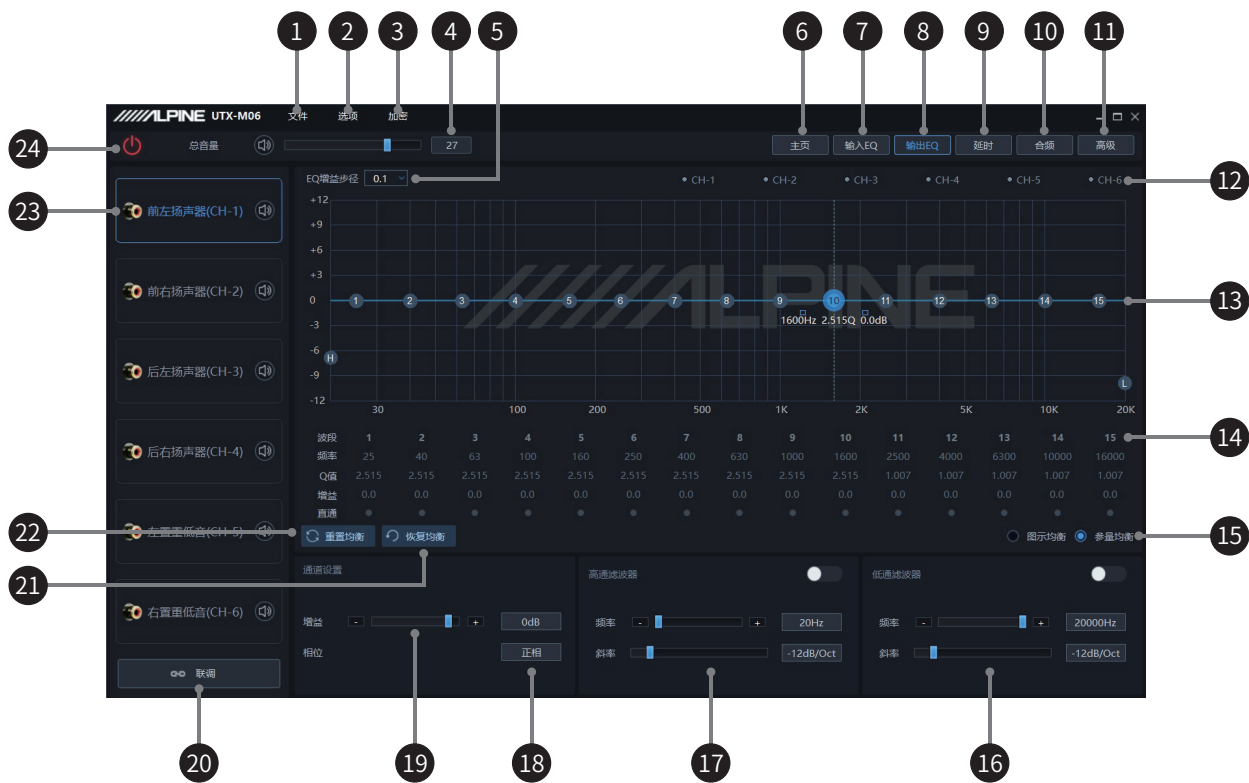 1 2 3 4 5 6 7 8 9 10 11
ALPINE UTX-M06 文件 选项 加密
24 总音量 27 主页 输入EQ 输出EQ 延时 合频 高级
EQ增益步径 0.1 CH-1 CH-2 CH-3 CH-4 CH-5 CH-6 12
23 前左扬声器(CH-1)
+12
+9
+6
+3
ALPINE
前右扬声器(CH-2)
0 1 2 3 4 5 6 7 8 9 10 11 12 13 14 15 13
1600Hz 2.515Q 0.0dB
-3
-6
H
后左扬声器(CH-3)
-9
L
-12
30 100 200 500 1K 2K 5K 10K 20K
后右扬声器(CH-4)
波段 1 2 3 4 5 6 7 8 9 10 11 12 13 14 15 14
频率 25 40 63 100 160 250 400 630 1000 1600 2500 4000 6300 10000 16000
Q值 2.515 2.515 2.515 2.515 2.515 2.515 2.515 2.515 2.515 2.515 1.007 1.007 1.007 1.007 1.007
增益 0.0 0.0 0.0 0.0 0.0 0.0 0.0 0.0 0.0 0.0 0.0 0.0 0.0 0.0 0.0
直通
左置重低音(CH-5)
22 重置均衡 恢复均衡 图示均衡 参量均衡 15
21
通道设置 高通滤波器 低通滤波器
右置重低音(CH-6)
增益 - + 0dB 频率 - + 20Hz 频率 - + 20000Hz
相位 正相 斜率 -12dB/Oct 斜率 -12dB/Oct
联调
20 19 18 17 16